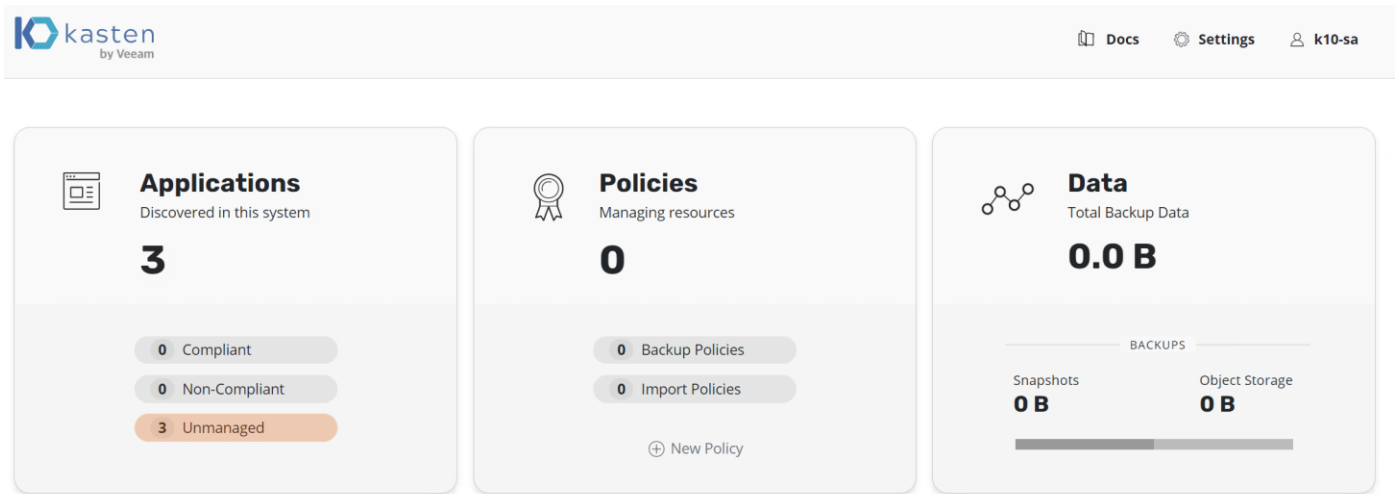 kasten
by Veeam
Docs
Settings
k10-sa
Applications
Discovered in this system
3
0 Compliant
0 Non-Compliant
3 Unmanaged
Policies
Managing resources
0
0 Backup Policies
0 Import Policies
New Policy
Data
Total Backup Data
0.0 B
BACKUPS
Snapshots
0 B
Object Storage
0 B